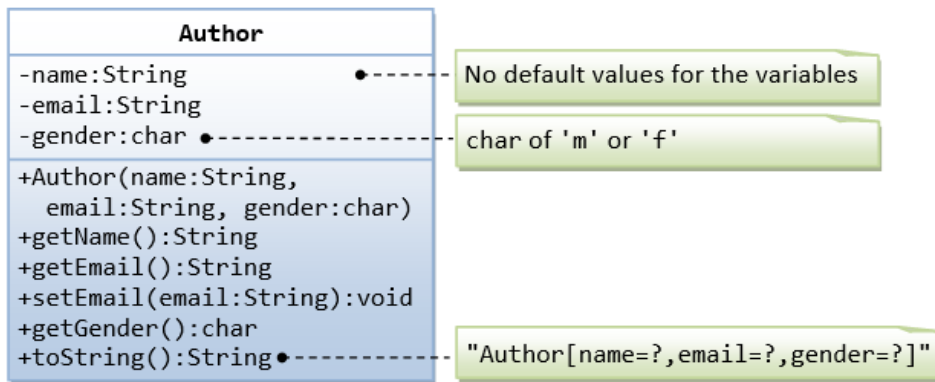 Author
-name:String
No default values for the variables
-email:String
-gender:char
char of 'm' or 'f'
+Author(name:String,
email:String, gender:char)
+getName():String
+getEmail():String
+setEmail(email:String):void
+getGender():char
+toString():String
"Author[name=?,email=?,gender=?]"